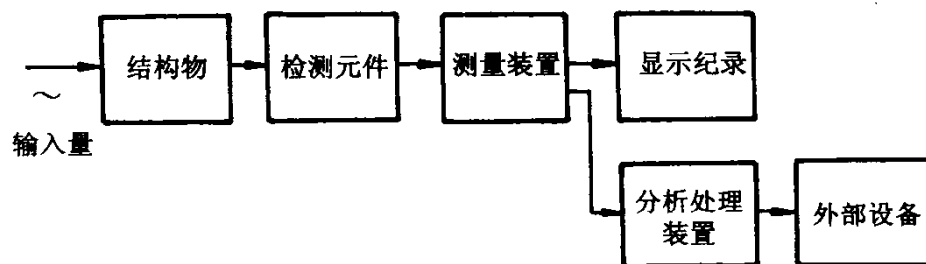 结构物
检测元件
测量装置
显示纪录
～
输入量
分析处理
装置
外部设备